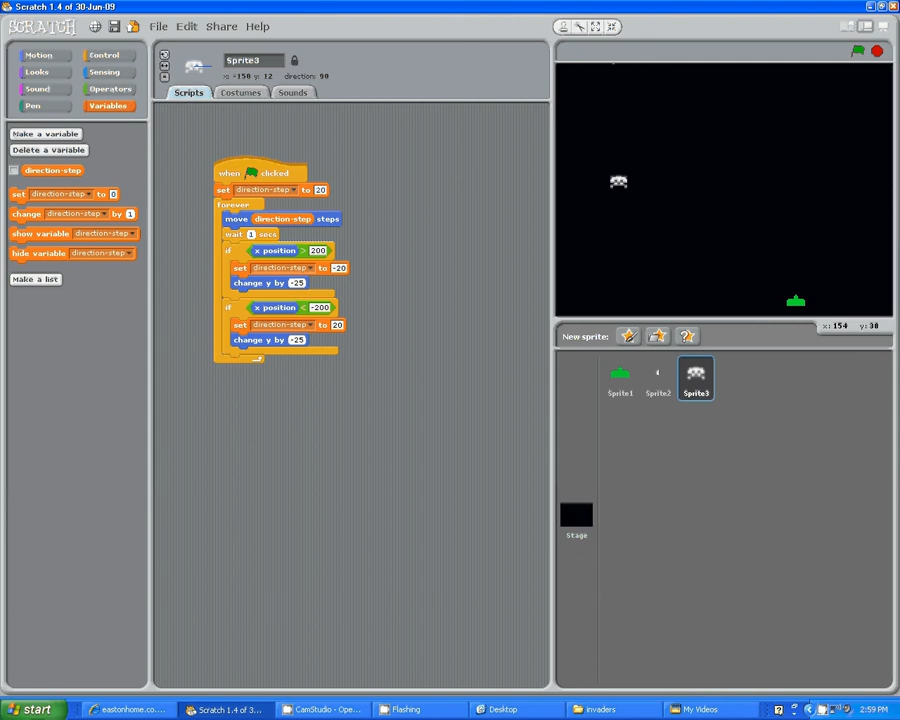 Scratch 1.4 of 30-Jun-09
SCRATCH
File Edit Share Help
Motion Control
Looks Sensing
Sound Operators
Pen Variables
Make a variable
Delete a variable
direction-step
set direction-step to 0
change direction-step by 1
show variable direction-step
hide variable direction-step
Make a list
Sprite3
x: -150 y: 12 direction: 90
Scripts Costumes Sounds
when clicked
set direction-step to 20
forever
move direction-step steps
wait 1 secs
if x position > 200
set direction-step to -20
change y by -25
if x position < -200
set direction-step to 20
change y by -25
x: 154 y: 30
New sprite:
Sprite1 Sprite2 Sprite3
Stage
start
eastonhome.co....
Scratch 1.4 of 3...
CamStudio - Ope...
Flashing
Desktop
invaders
My Videos
2:59 PM